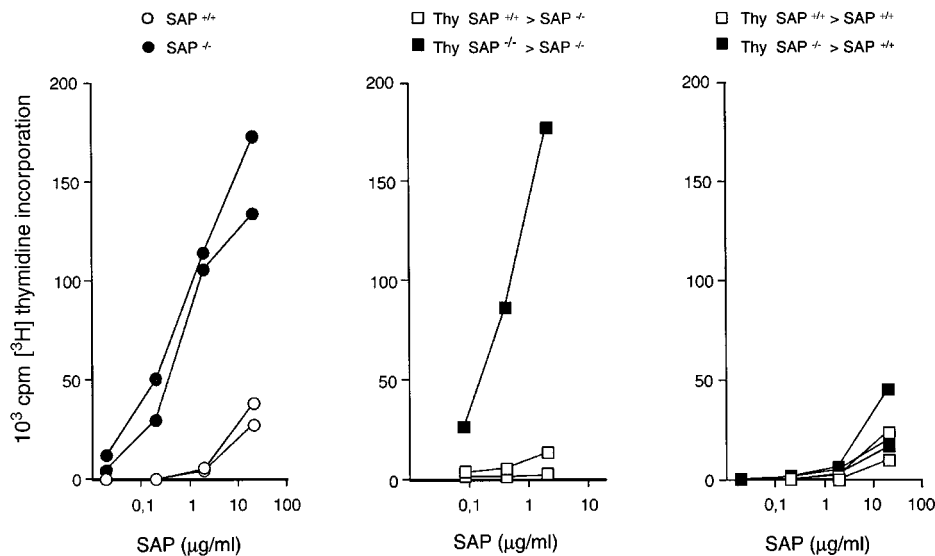 SAP +/+
SAP -/-
Thy SAP +/+ > SAP -/-
Thy SAP -/- > SAP -/-
Thy SAP +/+ > SAP +/+
Thy SAP -/- > SAP +/+
10³ cpm [³H] thymidine incorporation
200
150
100
50
0
0,1 1 10 100
SAP (µg/ml)
200
150
100
50
0
0,1 1 10
SAP (µg/ml)
200
150
100
50
0
0,1 1 10 100
SAP (µg/ml)